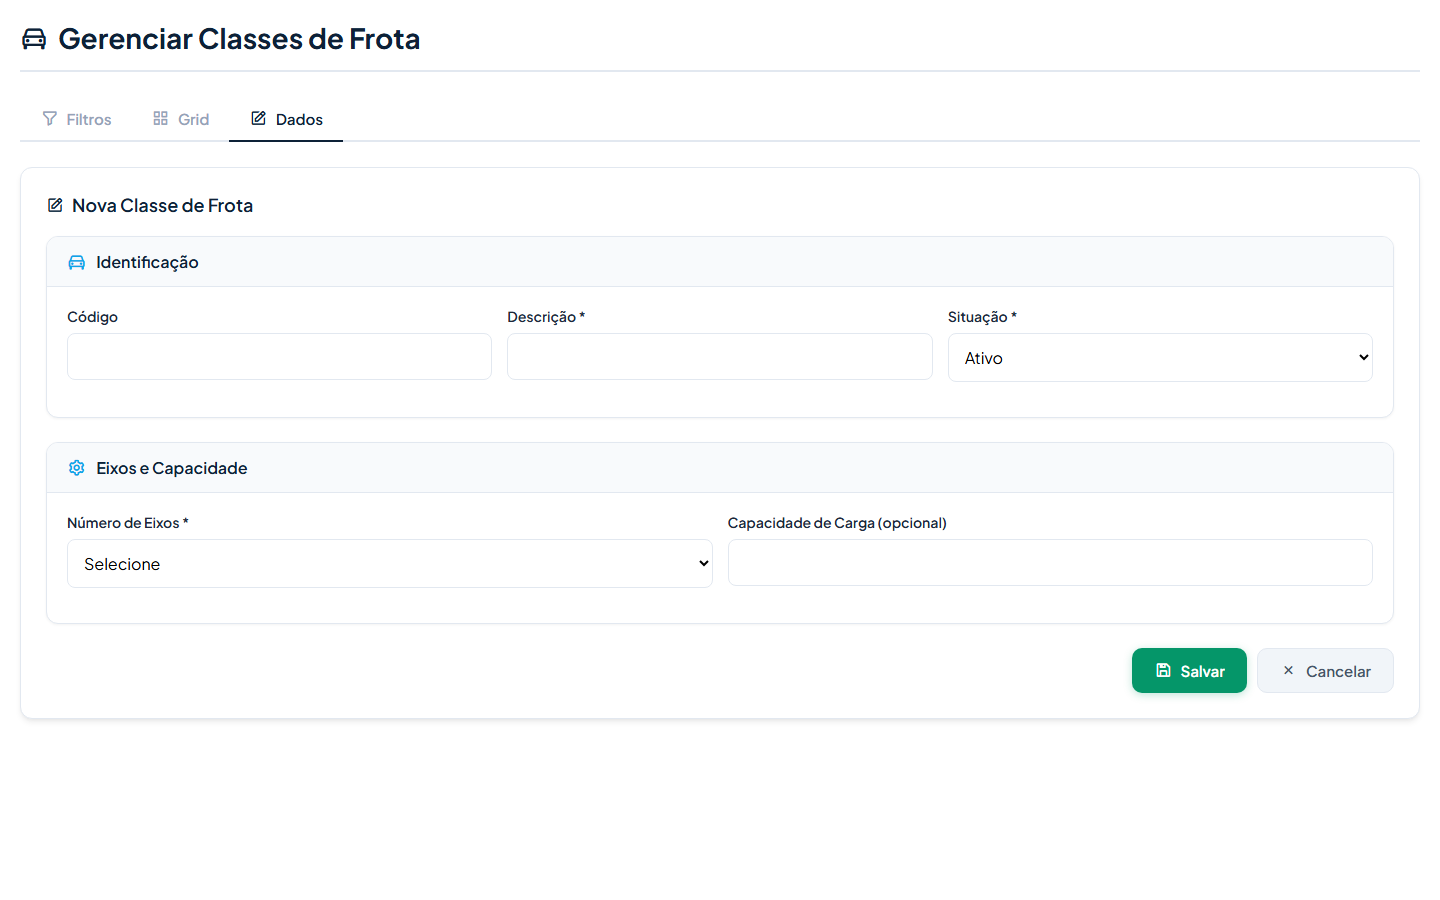 Gerenciar Classes de Frota
Filtros Grid Dados
Nova Classe de Frota
Identificação
Código Descrição * Situação *
Ativo
Eixos e Capacidade
Número de Eixos * Capacidade de Carga (opcional)
Selecione
Salvar Cancelar